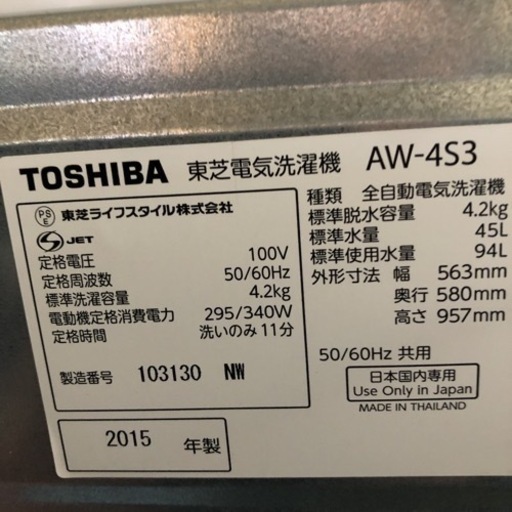 TOSHIBA 東芝電気洗濯機 AW-4S3
PS E 東芝ライフスタイル株式会社
S JET
定格電圧 100V
定格周波数 50/60Hz
標準洗濯容量 4.2kg
電動機定格消費電力 295/340W
定格時間 洗いのみ11分
製造番号 103130 NW
2015 年製
種類 全自動電気洗濯機
標準脱水容量 4.2kg
標準水量 45L
標準使用水量 94L
外形寸法 幅 563mm
奥行 580mm
高さ 957mm
50/60Hz 共用
日本国内専用
Use Only in Japan
MADE IN THAILAND